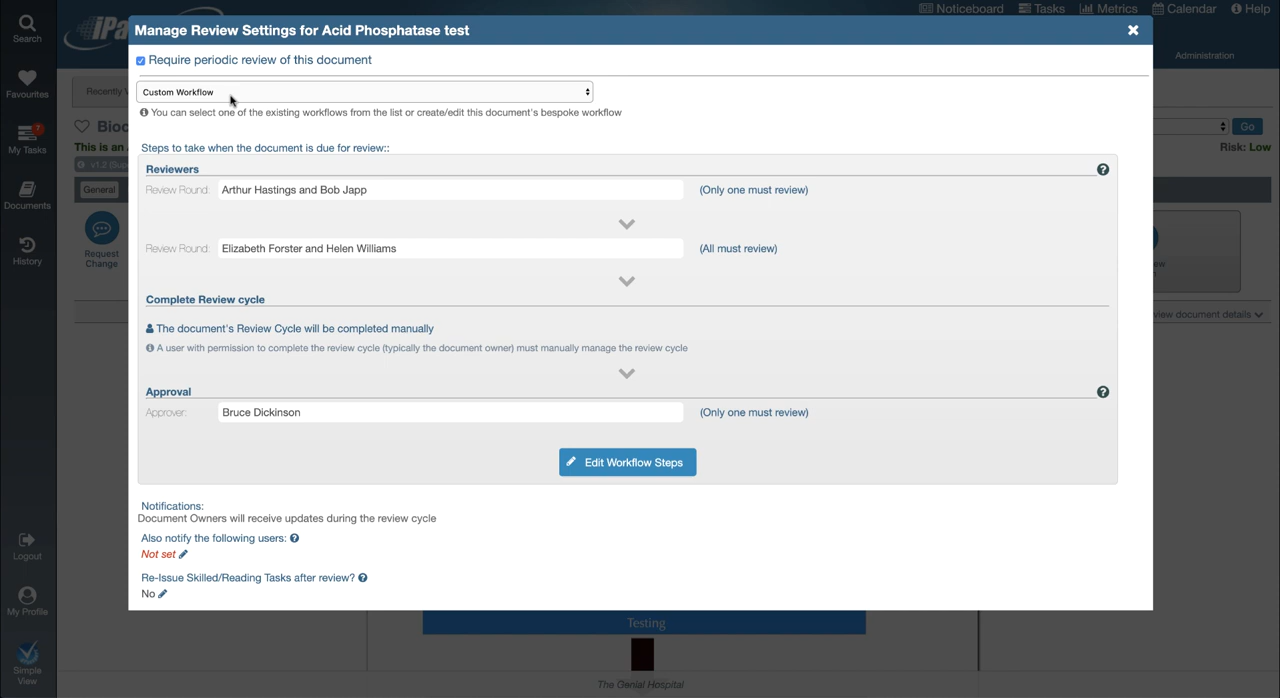 Noticeboard Tasks Metrics Calendar Help
iPa
Manage Review Settings for Acid Phosphatase test
Search
Require periodic review of this document
Administration
Favourites
Recently
Custom Workflow
You can select one of the existing workflows from the list or create/edit this document's bespoke workflow
7
Go
My Tasks
This is an
Steps to take when the document is due for review::
Risk: Low
v1.2
Reviewers
General
Review Round: Arthur Hastings and Bob Japp (Only one must review)
Documents
Request
Change
Review Round: Elizabeth Forster and Helen Williams (All must review)
History
Complete Review cycle
view document details
The document's Review Cycle will be completed manually
A user with permission to complete the review cycle (typically the document owner) must manually manage the review cycle
Approval
Approver: Bruce Dickinson (Only one must review)
Edit Workflow Steps
Notifications:
Document Owners will receive updates during the review cycle
Also notify the following users:
Not set
Logout
Re-Issue Skilled/Reading Tasks after review?
No
My Profile
Testing
Simple
View
The Genial Hospital